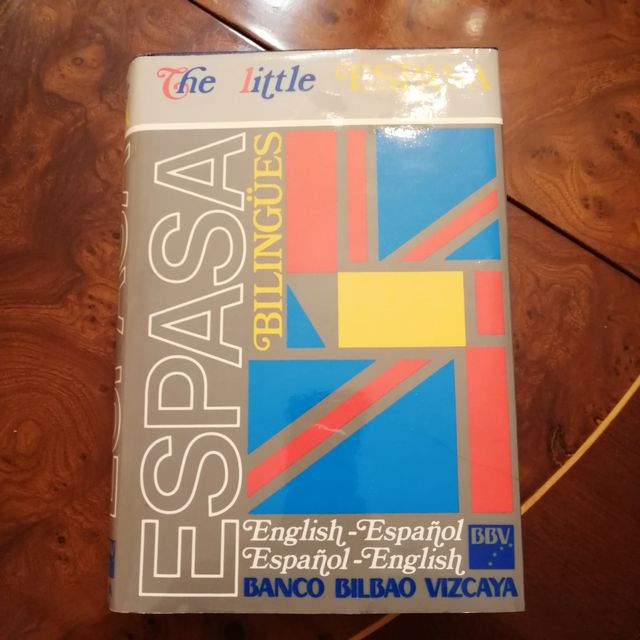 The little ESPASA
ESPASA
BILINGÜES
English-Español
Español-English
BBV
BANCO BILBAO VIZCAYA